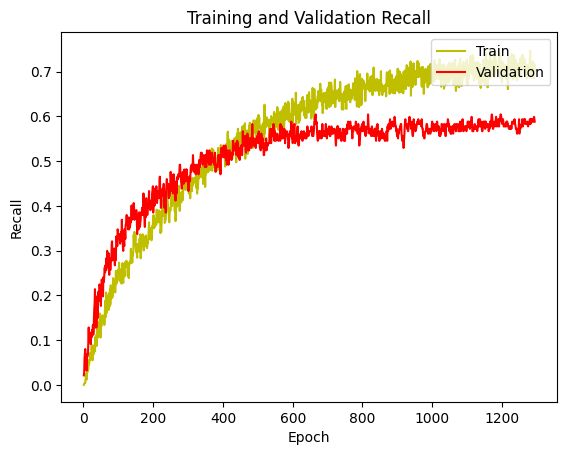 Training and Validation Recall
Train
Validation
0.7
0.6
0.5
0.4
0.3
0.2
0.1
0.0
Recall
0 200 400 600 800 1000 1200
Epoch